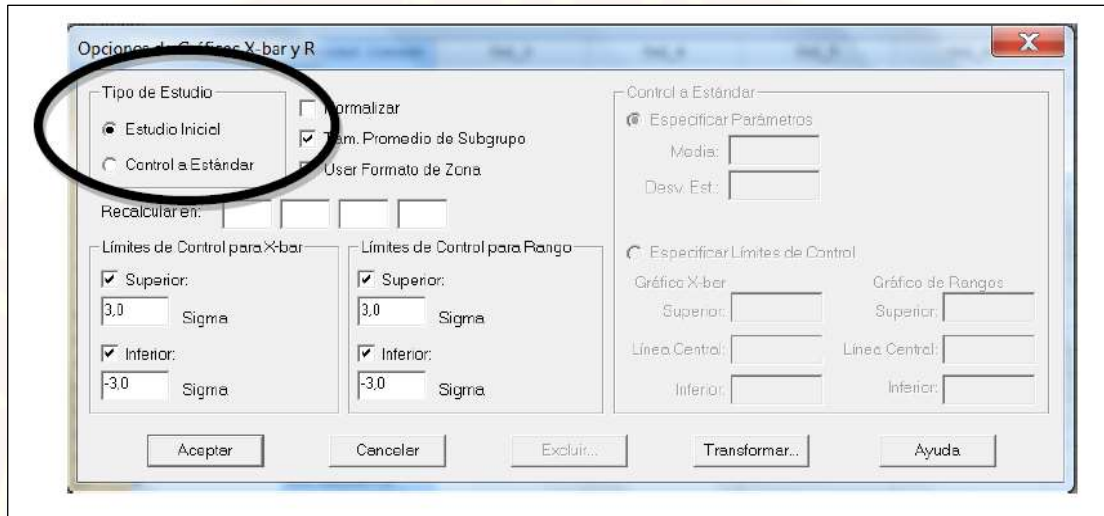 Opciones de Gráficos X-bar y R
Tipo de Estudio
Estudio Inicial
Control a Estándar
Normalizar
Tam. Promedio de Subgrupo
Usar Formato de Zona
Recalcular en:
Límites de Control para X-bar
Superior:
3,0 Sigma
Inferior:
-3,0 Sigma
Límites de Control para Rango
Superior:
3,0 Sigma
Inferior:
-3,0 Sigma
Control a Estándar
Especificar Parámetros
Media:
Desv. Est.:
Especificar Límites de Control
Gráfico X-bar
Superior:
Línea Central:
Inferior:
Gráfico de Rangos
Superior:
Línea Central:
Inferior:
Aceptar
Cancelar
Excluir...
Transformar...
Ayuda